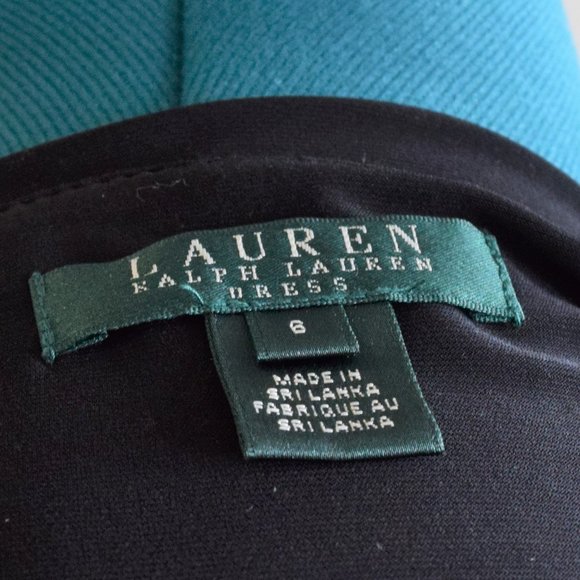 LAUREN
RALPH LAUREN
DRESS
6
MADE IN
SRI LANKA
FABRIQUE AU
SRI LANKA